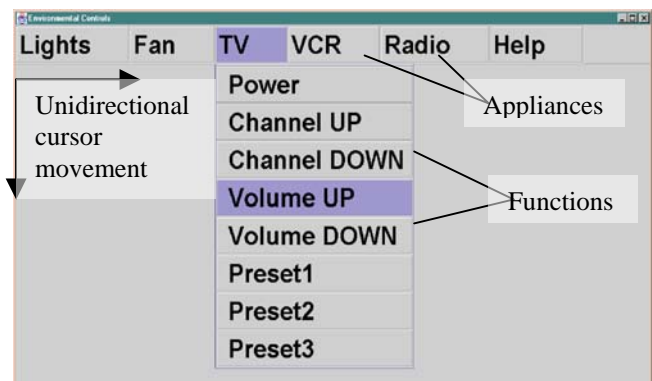 Environmental Controls
Lights Fan TV VCR Radio Help
Power
Channel UP
Channel DOWN
Volume UP
Volume DOWN
Preset1
Preset2
Preset3
Unidirectional
cursor
movement
Appliances
Functions